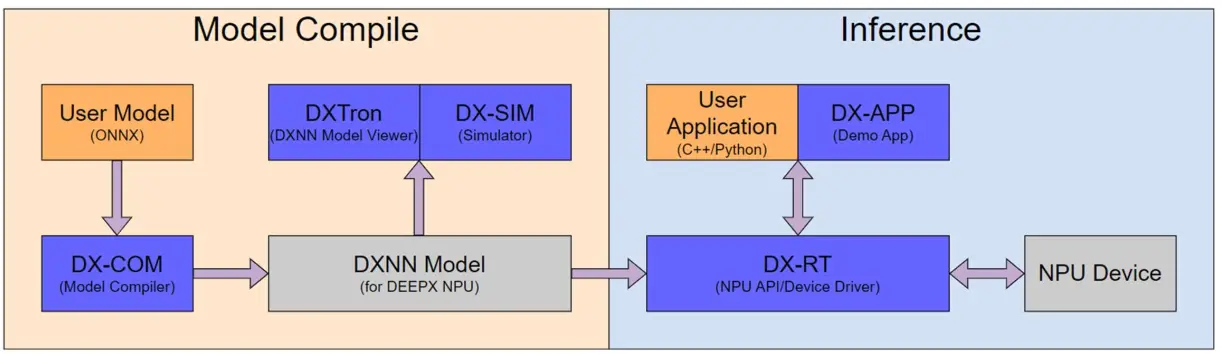 Model Compile
User Model
(ONNX)
DXTron
(DXNN Model Viewer)
DX-SIM
(Simulator)
DX-COM
(Model Compiler)
DXNN Model
(for DEEPX NPU)
Inference
User
Application
(C++/Python)
DX-APP
(Demo App)
DX-RT
(NPU API/Device Driver)
NPU Device